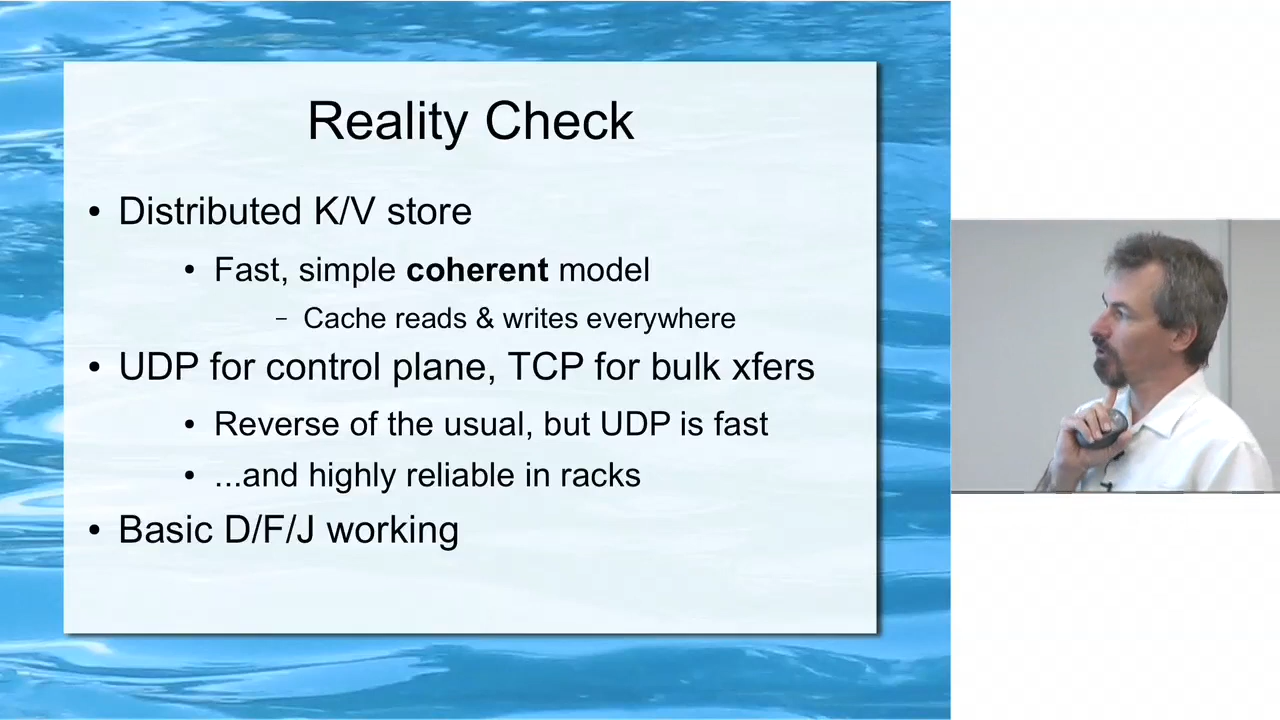 Reality Check
• Distributed K/V store
• Fast, simple coherent model
– Cache reads & writes everywhere
• UDP for control plane, TCP for bulk xfers
• Reverse of the usual, but UDP is fast
• ...and highly reliable in racks
• Basic D/F/J working